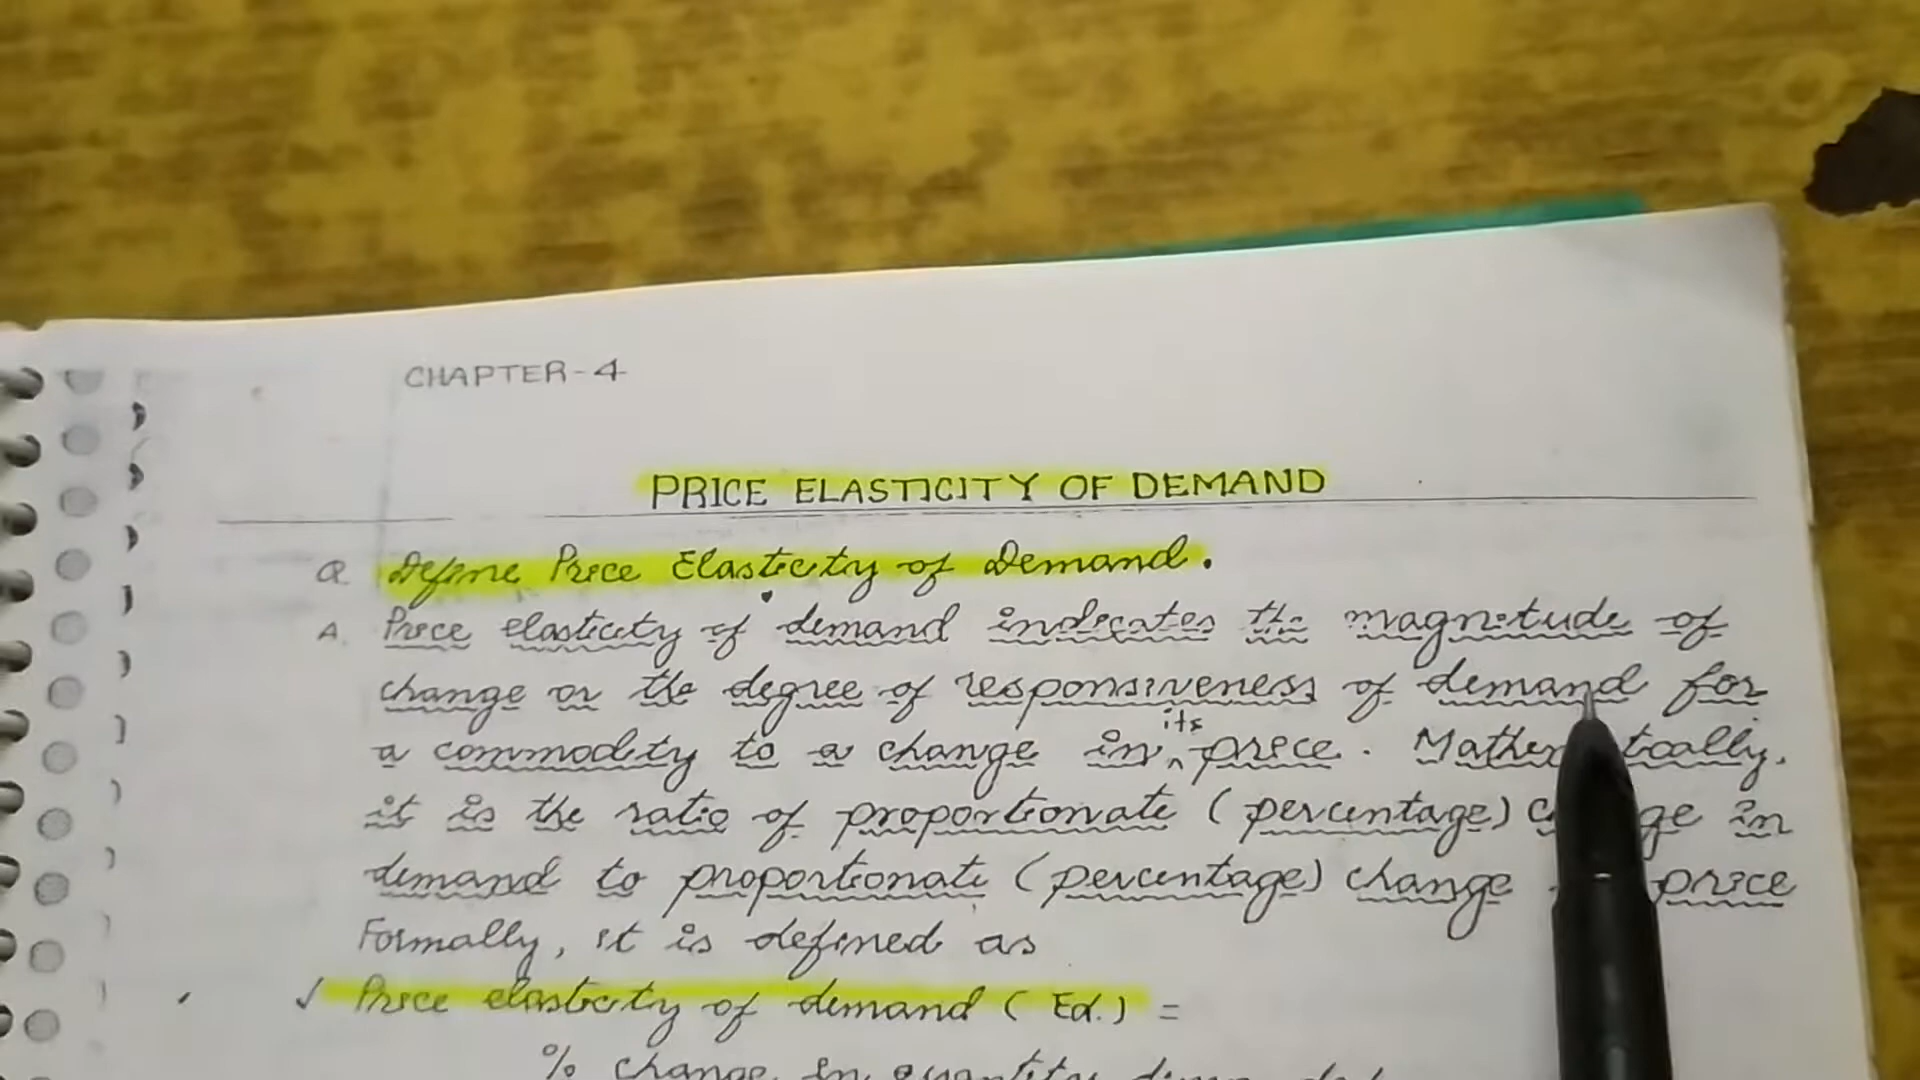 CHAPTER-4
PRICE ELASTICITY OF DEMAND
Q. Define Price Elasticity of Demand.
A. Price elasticity of demand indicates the magnitude of
change or the degree of responsiveness of demand for
a commodity to a change in its price. Mathematically,
it is the ratio of proportionate (percentage) change in
demand to proportionate (percentage) change price
Formally, it is defined as
✓ Price elasticity of demand (Ed.) =
% change in quantity